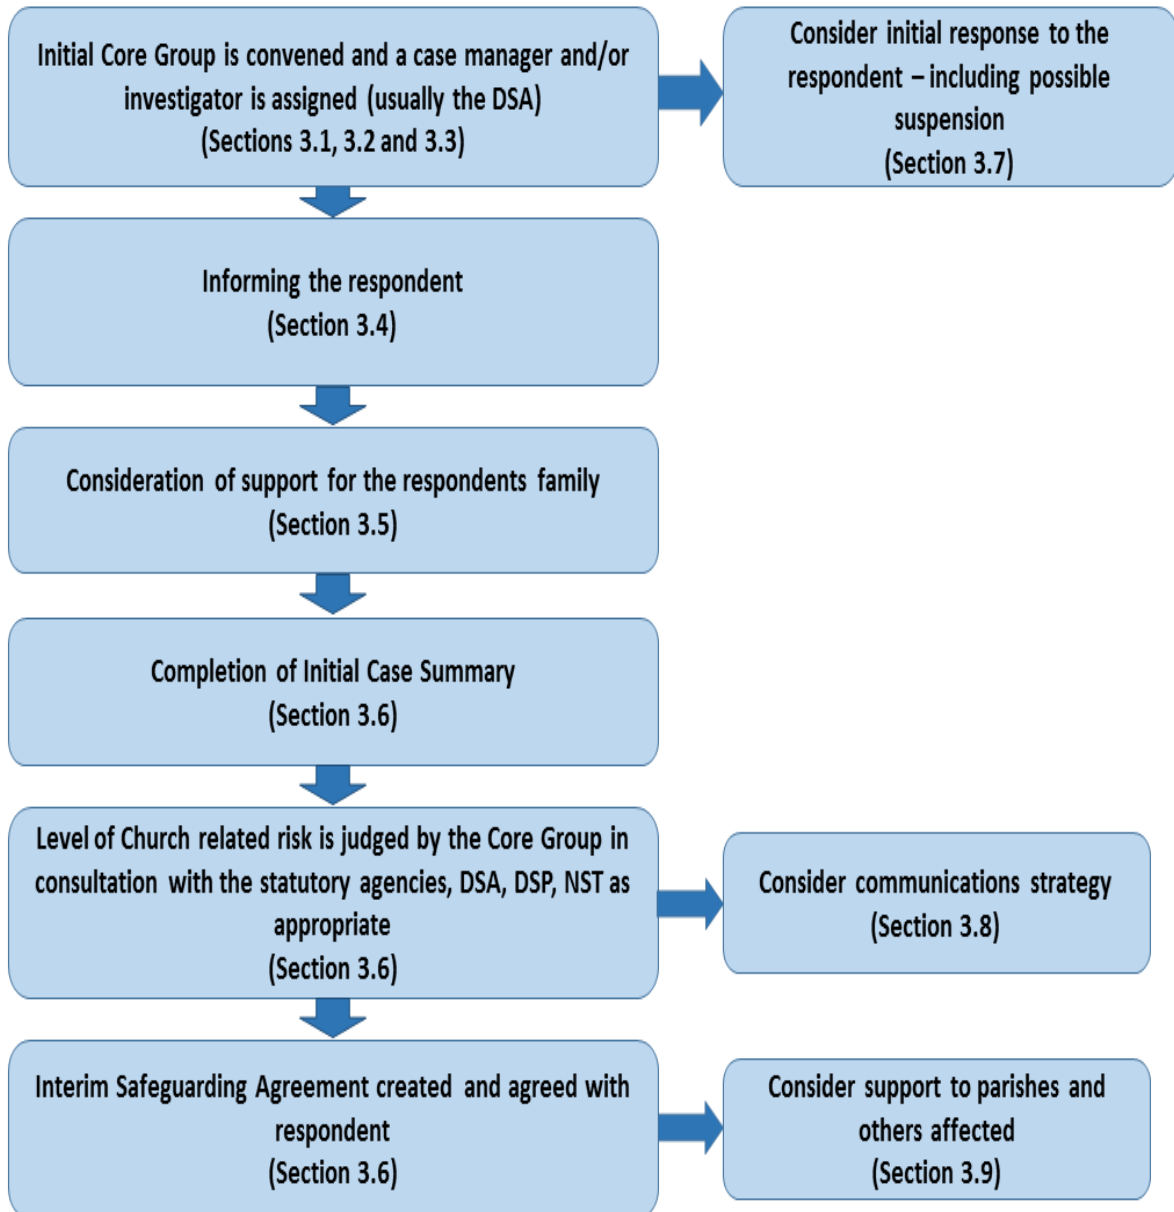 Initial Core Group is convened and a case manager and/or
investigator is assigned (usually the DSA)
(Sections 3.1, 3.2 and 3.3)
Consider initial response to the
respondent – including possible
suspension
(Section 3.7)
Informing the respondent
(Section 3.4)
Consideration of support for the respondents family
(Section 3.5)
Completion of Initial Case Summary
(Section 3.6)
Level of Church related risk is judged by the Core Group in
consultation with the statutory agencies, DSA, DSP, NST as
appropriate
(Section 3.6)
Consider communications strategy
(Section 3.8)
Interim Safeguarding Agreement created and agreed with
respondent
(Section 3.6)
Consider support to parishes and
others affected
(Section 3.9)